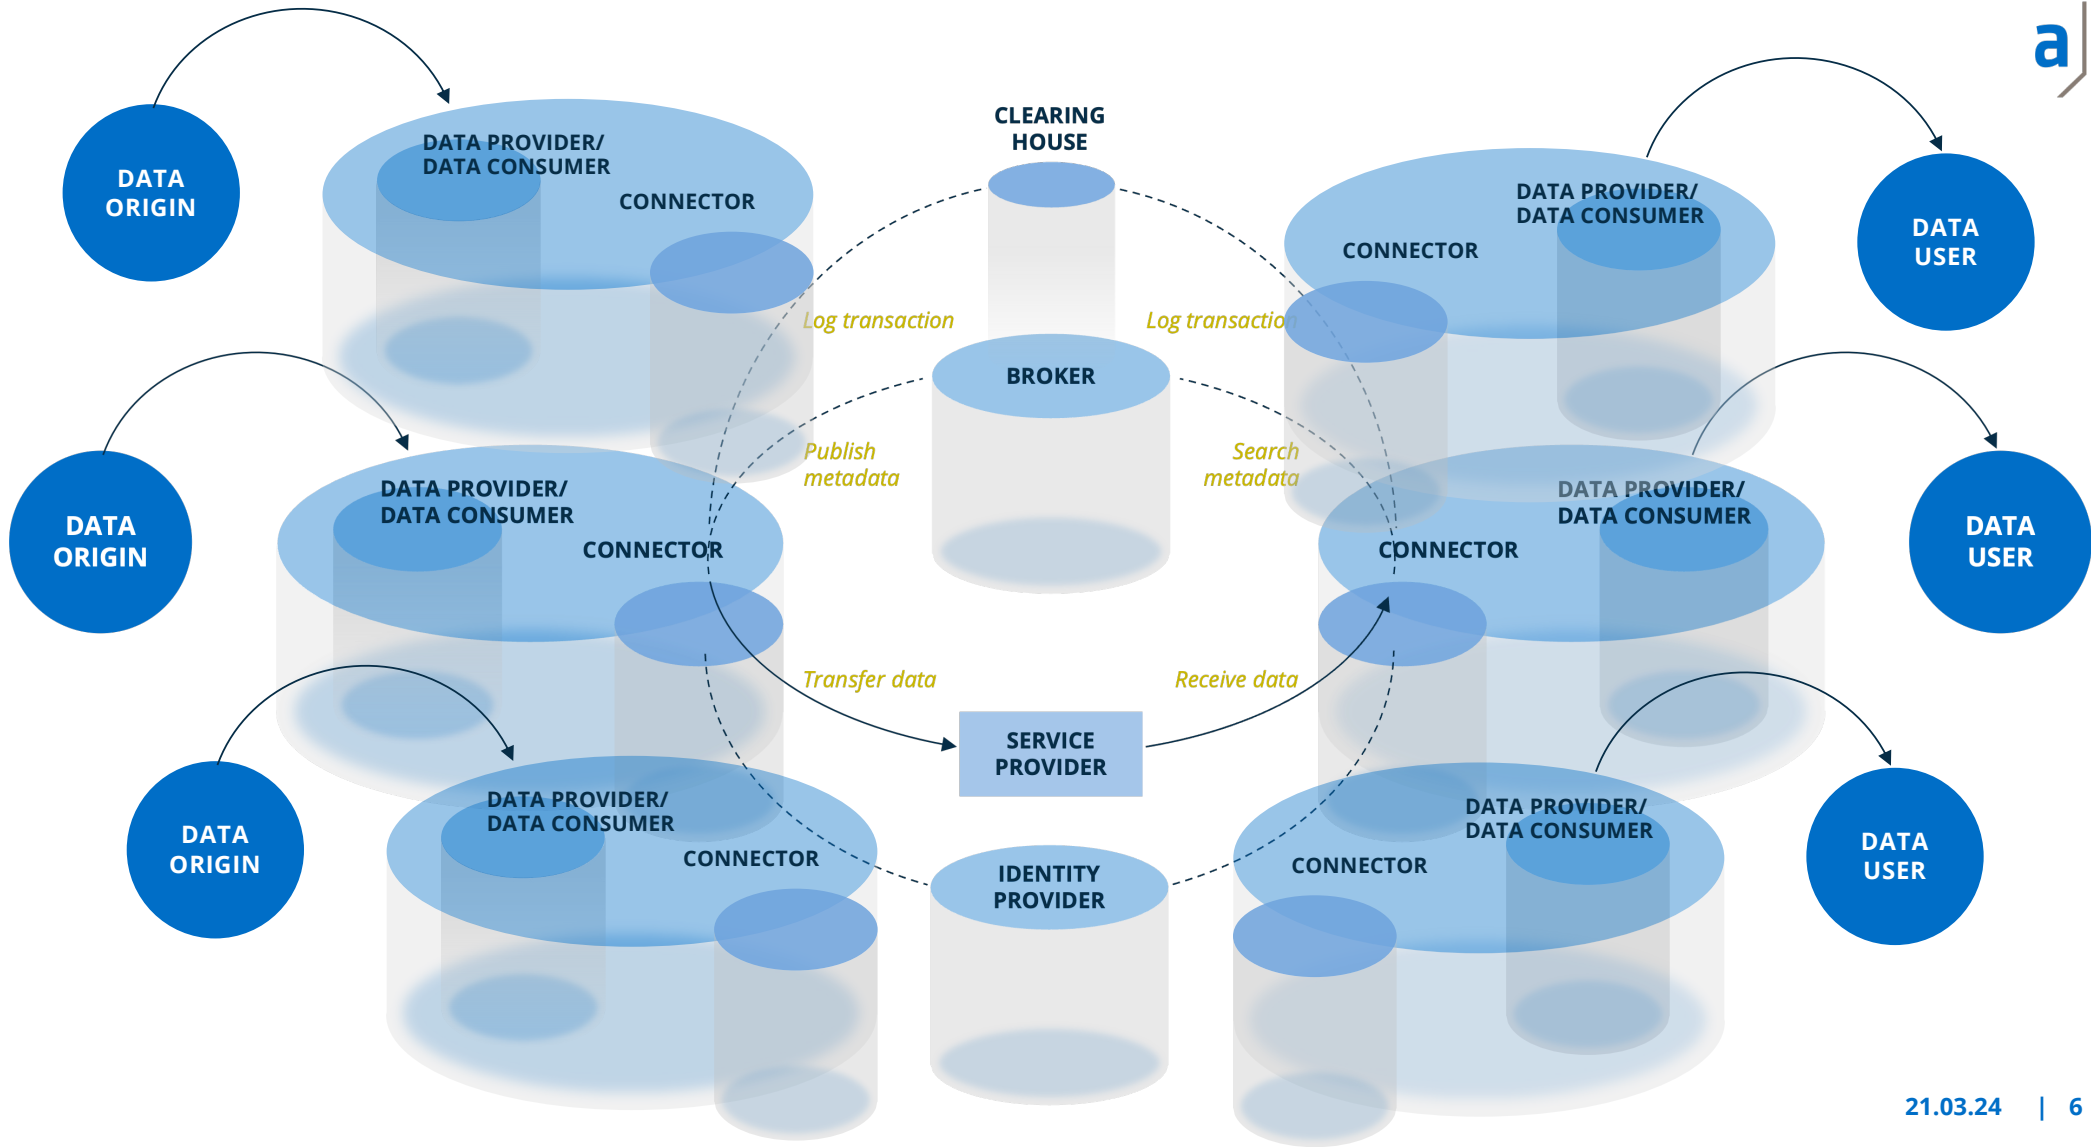 a
CLEARING
HOUSE
DATA PROVIDER/
DATA CONSUMER
CONNECTOR
DATA
ORIGIN
DATA PROVIDER/
DATA CONSUMER
CONNECTOR
DATA
USER
Log transaction
Log transaction
BROKER
Publish
metadata
Search
metadata
DATA PROVIDER/
DATA CONSUMER
CONNECTOR
DATA
ORIGIN
DATA PROVIDER/
DATA CONSUMER
CONNECTOR
DATA
USER
Transfer data
Receive data
SERVICE
PROVIDER
DATA PROVIDER/
DATA CONSUMER
CONNECTOR
DATA
ORIGIN
IDENTITY
PROVIDER
DATA PROVIDER/
DATA CONSUMER
CONNECTOR
DATA
USER
21.03.24 | 6